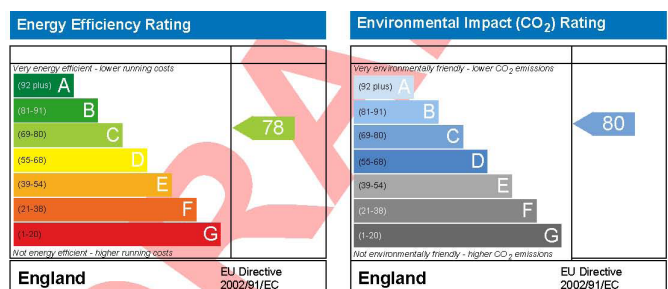 Energy Efficiency Rating
Very energy efficient - lower running costs
(92 plus) A
(81-91) B
(69-80) C
(55-68) D
(39-54) E
(21-38) F
(1-20) G
78
Not energy efficient - higher running costs
England
EU Directive
2002/91/EC
Environmental Impact (CO2) Rating
Very environmentally friendly - lower CO2 emissions
(92 plus) A
(81-91) B
(69-80) C
(55-68) D
(39-54) E
(21-38) F
(1-20) G
80
Not environmentally friendly - higher CO2 emissions
England
EU Directive
2002/91/EC